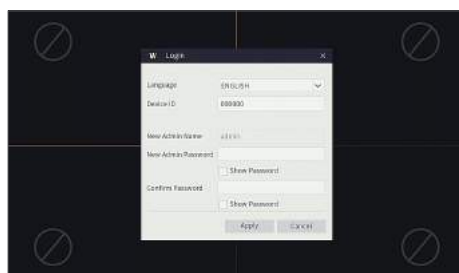 W Login ×
Language ENGLISH
Device ID 000000
New Admin Name admin
New Admin Password
Show Password
Confirm Password
Show Password
Apply Cancel